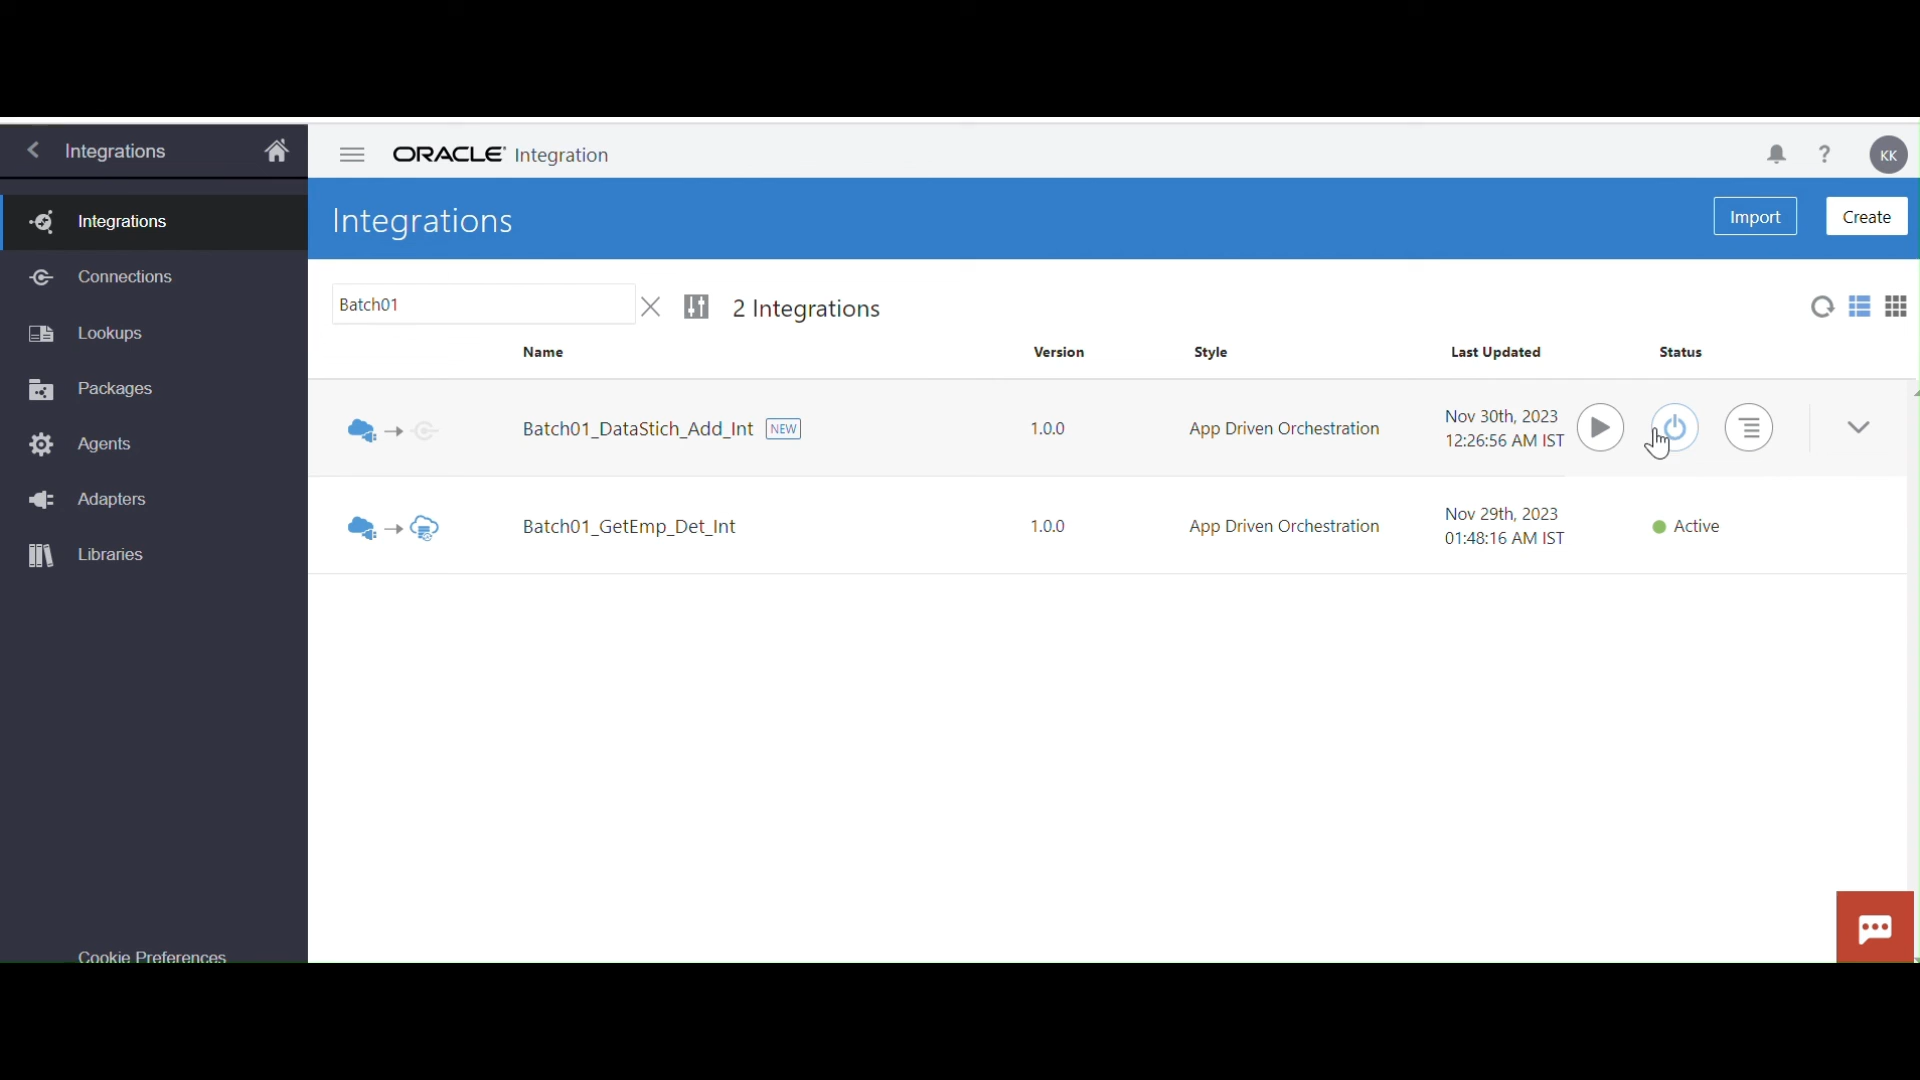 Integrations
ORACLE Integration
?
KK
Integrations
Connections
Lookups
Packages
Agents
Adapters
Libraries
Cookie Preferences
Integrations
Import
Create
Batch01
2 Integrations
Name Version Style Last Updated Status
Batch01_DataStich_Add_Int NEW 1.0.0 App Driven Orchestration Nov 30th, 2023
12:26:56 AM IST
Batch01_GetEmp_Det_Int 1.0.0 App Driven Orchestration Nov 29th, 2023
01:48:16 AM IST
Active